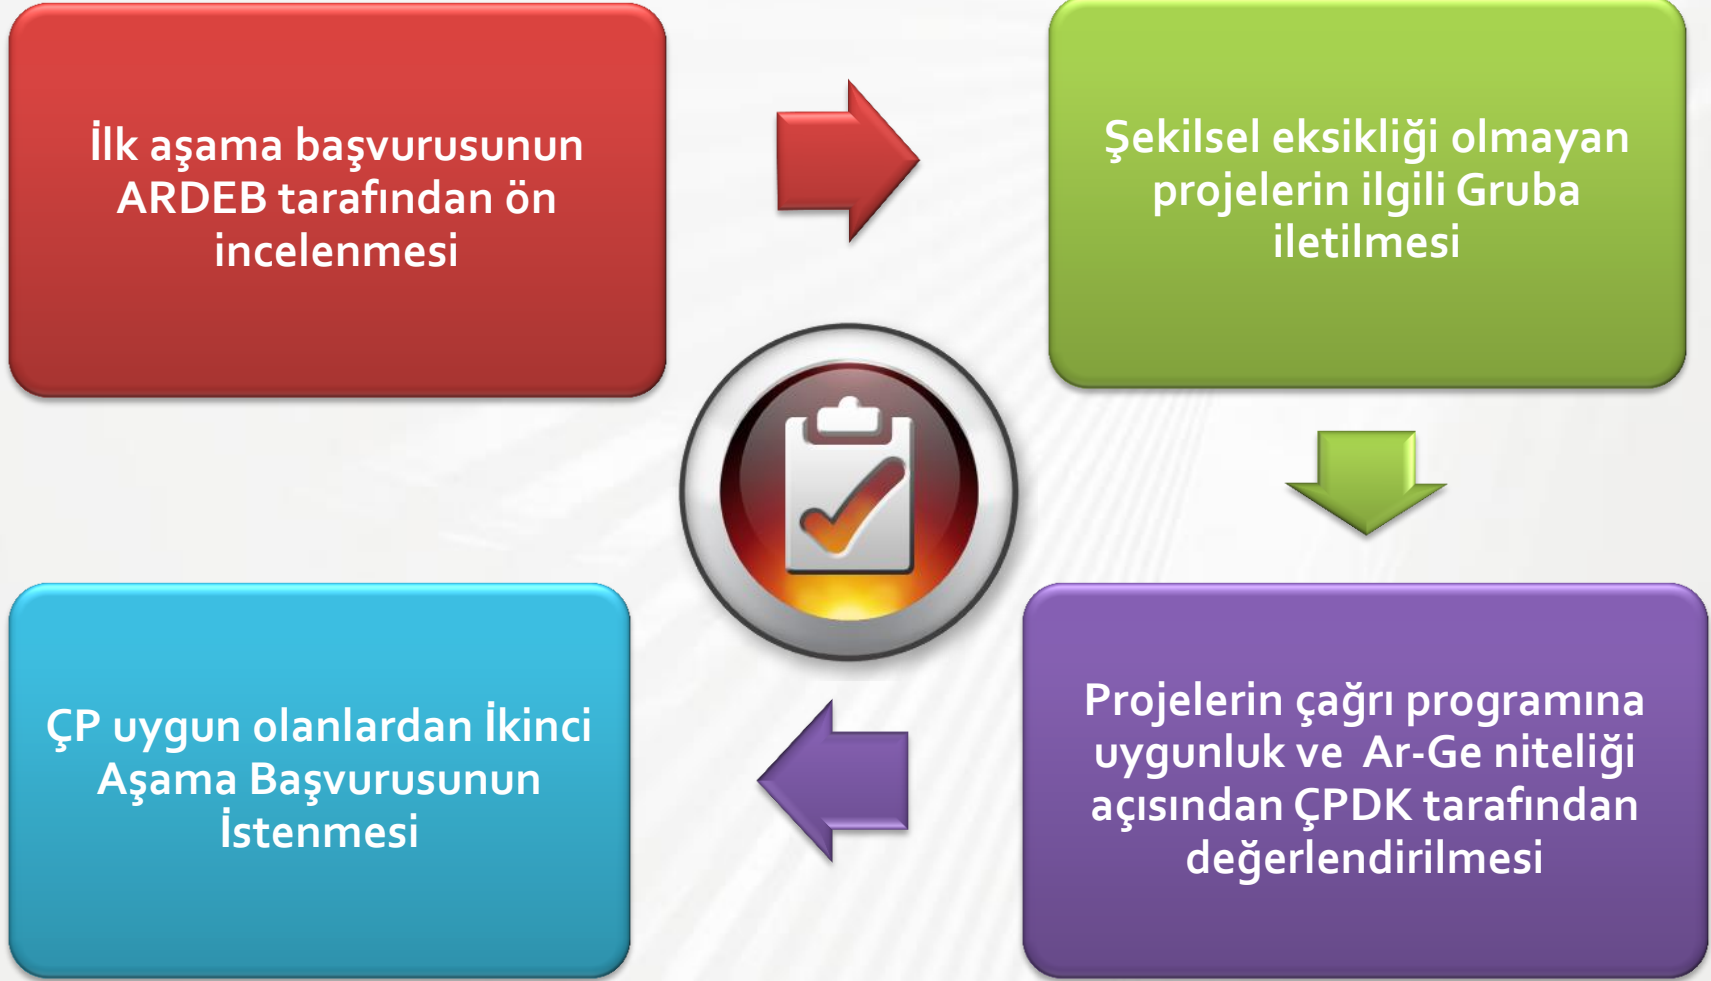 İlk aşama başvurusunun
ARDEB tarafından ön
incelenmesi
Şekilsel eksikliği olmayan
projelerin ilgili Gruba
iletilmesi
Projelerin çağrı programına
uygunluk ve Ar-Ge niteliği
açısından ÇPDK tarafından
değerlendirilmesi
ÇP uygun olanlardan İkinci
Aşama Başvurusunun
İstenmesi